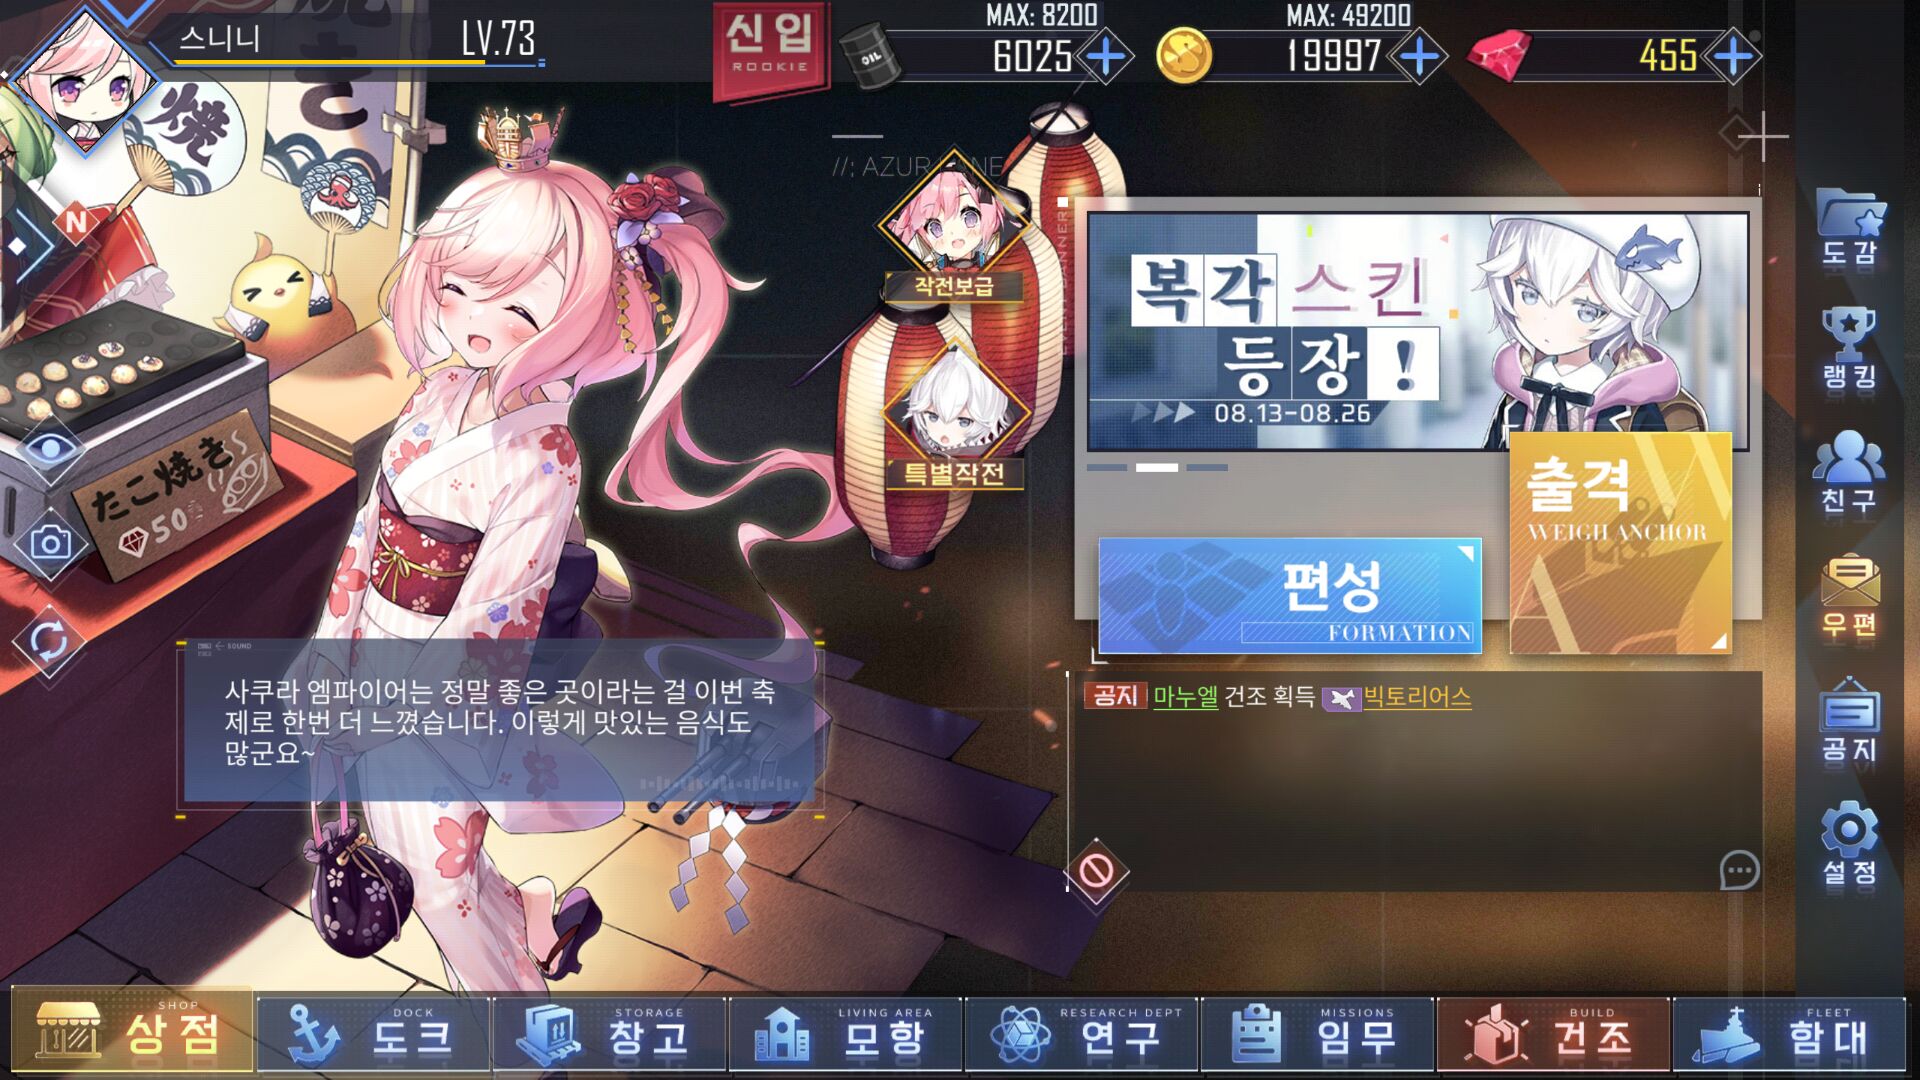 스니니
LV.73
신입
ROOKIE
OIL
MAX: 8200
6025
MAX: 49200
19997
455
焼
N
//: AZUR LANE
작전보급
특별작전
복각 스킨
등장!
08.13-08.26
たこ焼き
50
출격
WEIGH ANCHOR
편성
FORMATION
SOUND
사쿠라 엠파이어는 정말 좋은 곳이라는 걸 이번 축
제로 한번 더 느꼈습니다. 이렇게 맛있는 음식도
많군요~
공지 마누엘 건조 획득 빅토리어스
도감
랭킹
친구
우편
공지
설정
SHOP
상점
DOCK
도크
STORAGE
창고
LIVING AREA
모항
RESEARCH DEPT
연구
MISSIONS
임무
BUILD
건조
FLEET
함대